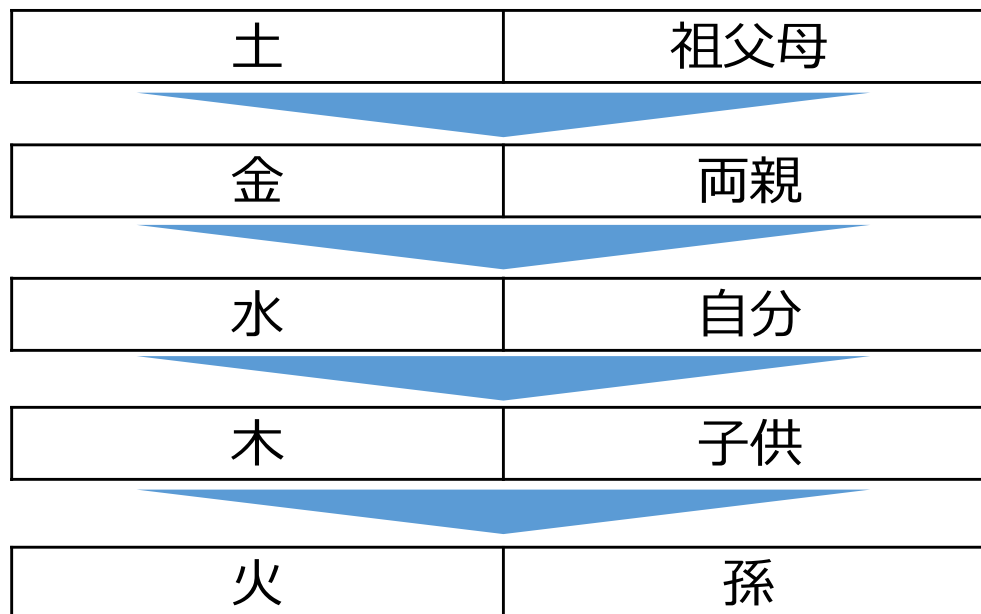 土 祖父母
金 両親
水 自分
木 子供
火 孫